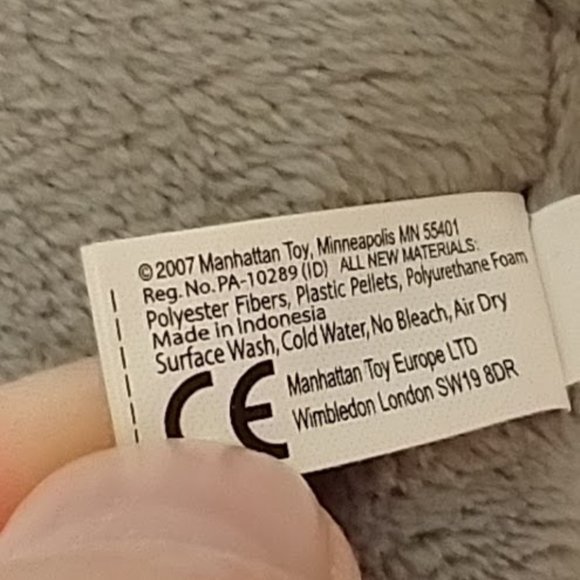 ©2007 Manhattan Toy, Minneapolis MN 55401
Reg. No. PA-10289 (ID) ALL NEW MATERIALS:
Polyester Fibers, Plastic Pellets, Polyurethane Foam
Made in Indonesia
Surface Wash, Cold Water, No Bleach, Air Dry
CE
Manhattan Toy Europe LTD
Wimbledon London SW19 8DR